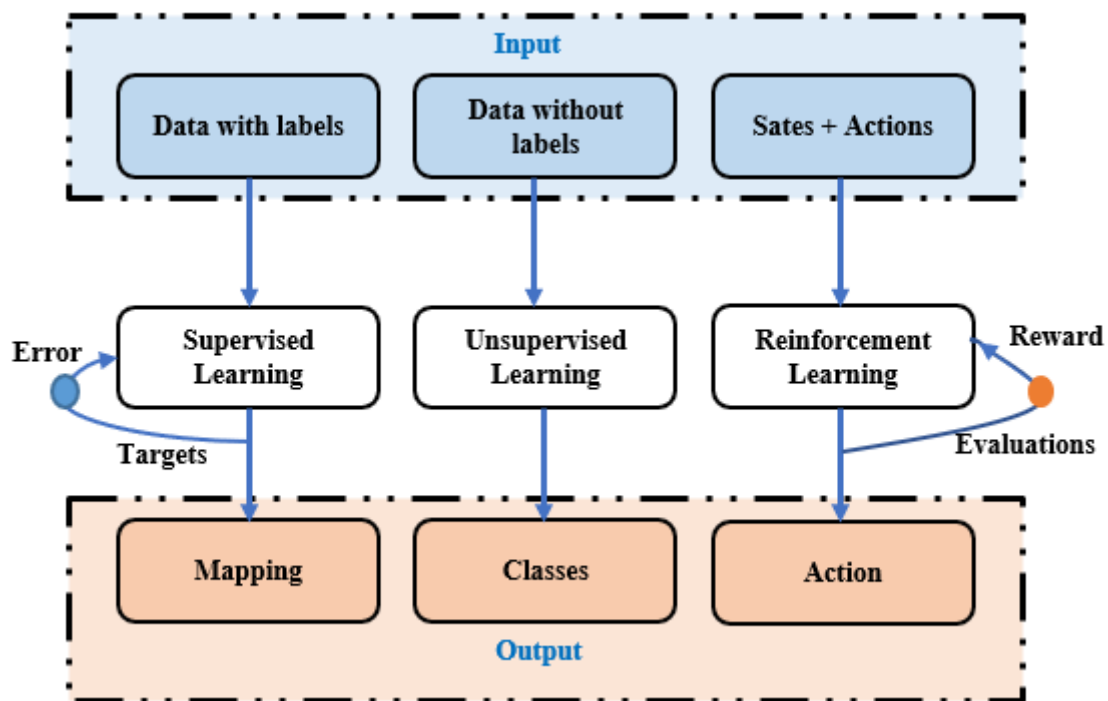 Input
Data with labels
Data without
labels
Sates + Actions
Error
Supervised
Learning
Unsupervised
Learning
Reinforcement
Learning
Reward
Targets
Evaluations
Mapping
Classes
Action
Output